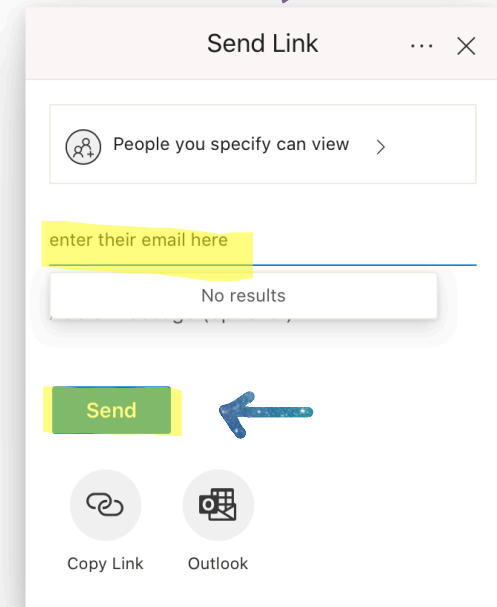 Send Link
People you specify can view
enter their email here
No results
Send
Copy Link
Outlook